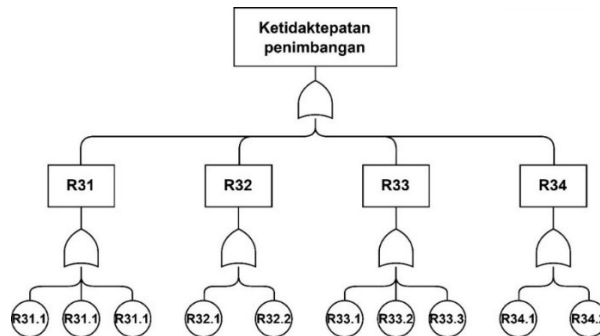 Ketidaktepatan
penimbangan
R31
R32
R33
R34
R31.1
R31.1
R31.1
R32.1
R32.2
R33.1
R33.2
R33.3
R34.1